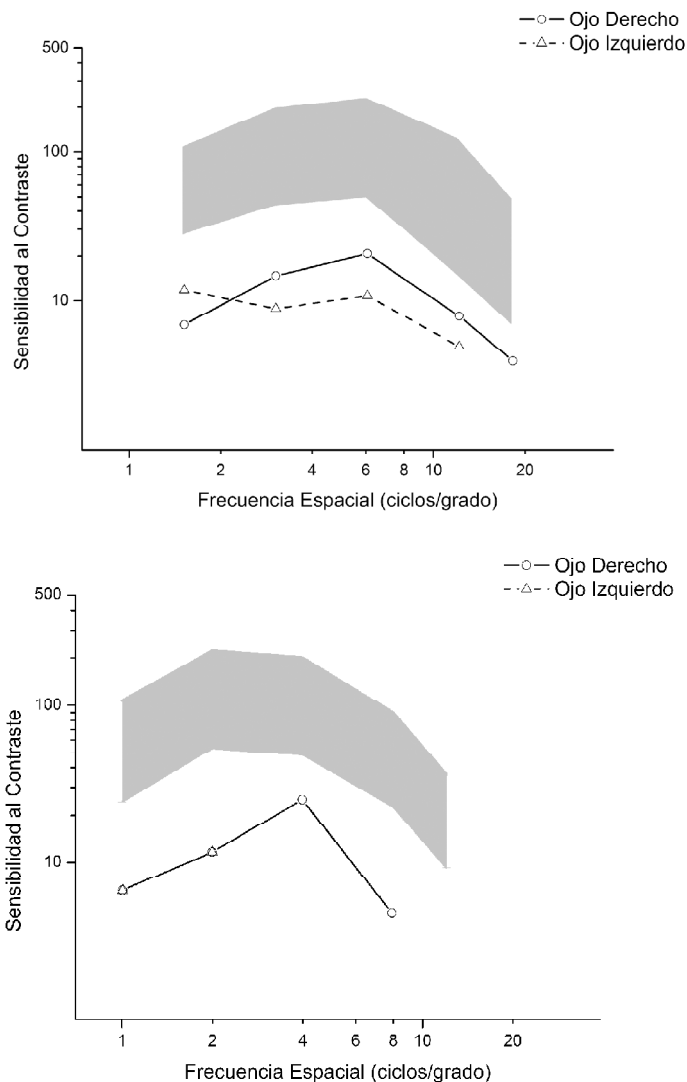 Ojo Derecho
Ojo Izquierdo
500
100
10
Sensibilidad al Contraste
1 2 4 6 8 10 20
Frecuencia Espacial (ciclos/grado)
Ojo Derecho
Ojo Izquierdo
500
100
10
Sensibilidad al Contraste
1 2 4 6 8 10 20
Frecuencia Espacial (ciclos/grado)